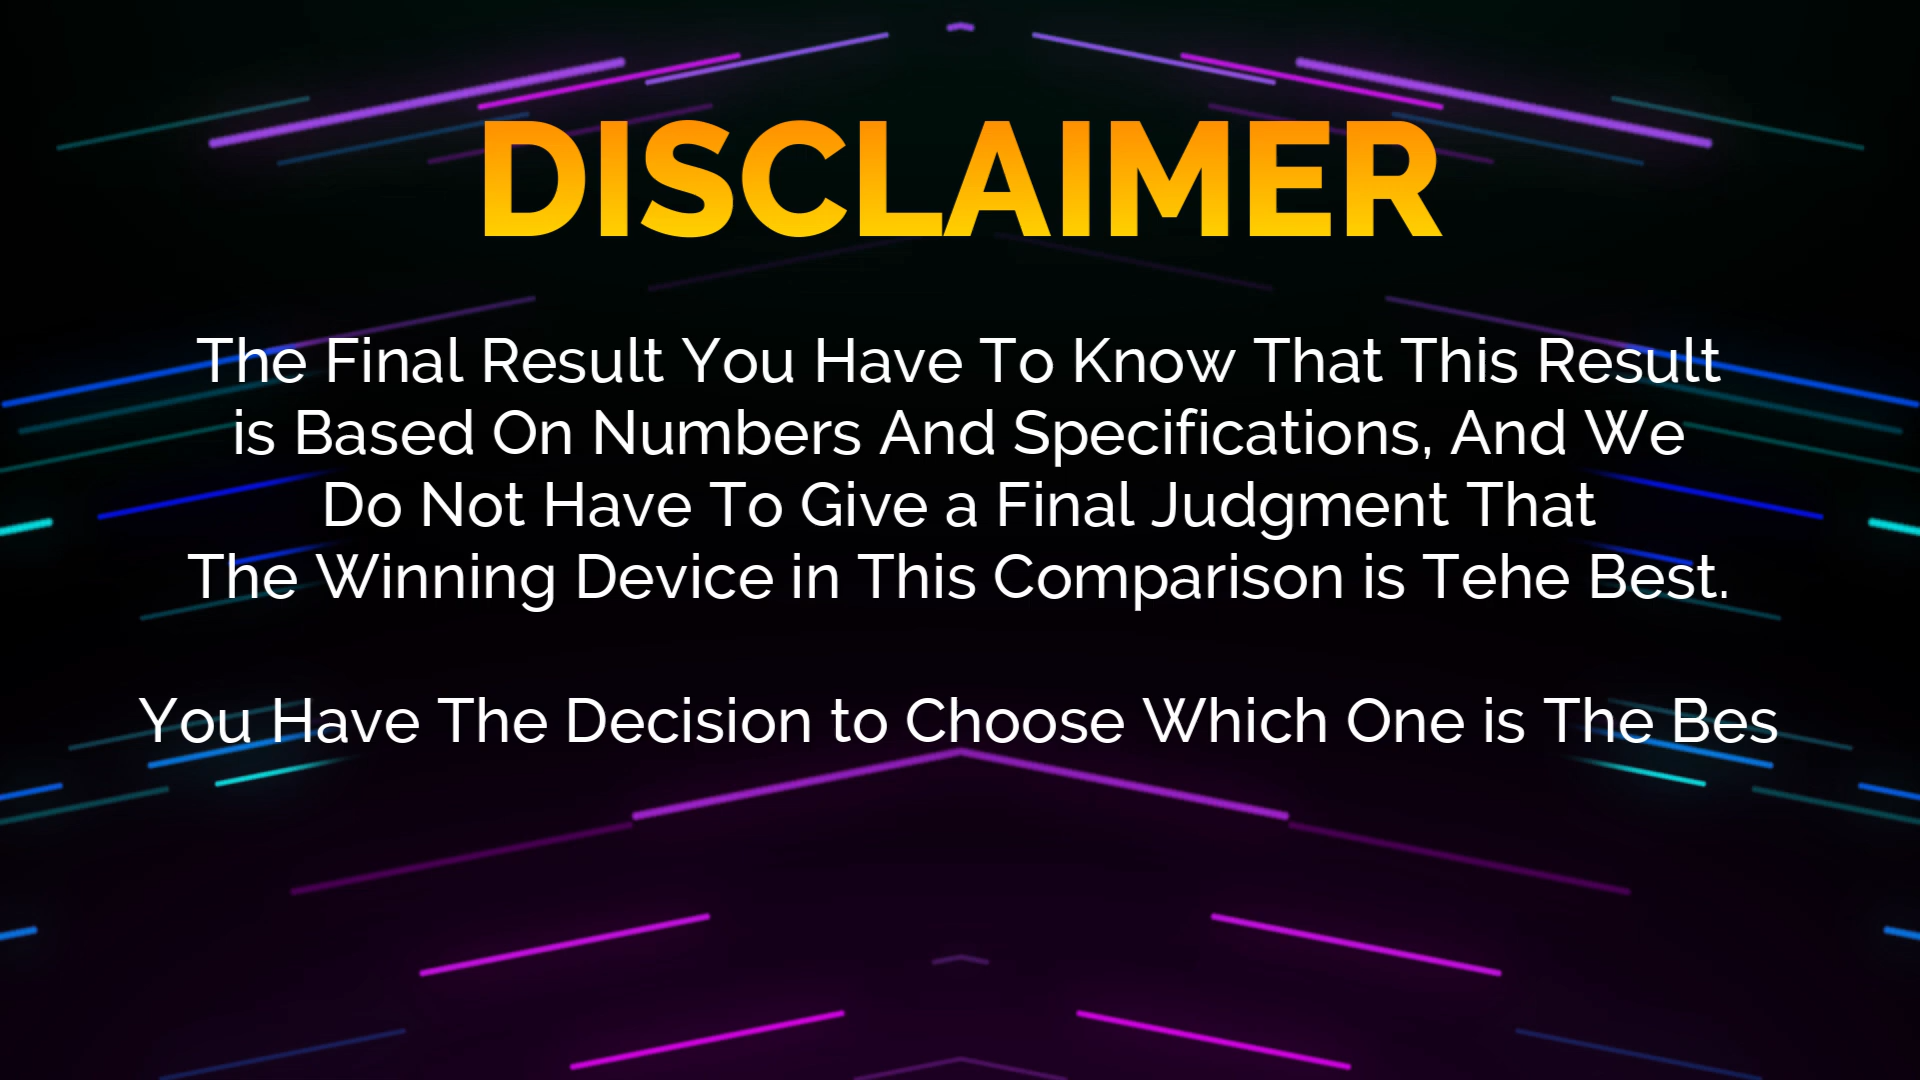 DISCLAIMER
The Final Result You Have To Know That This Result
is Based On Numbers And Specifications, And We
Do Not Have To Give a Final Judgment That
The Winning Device in This Comparison is Tehe Best.
You Have The Decision to Choose Which One is The Bes